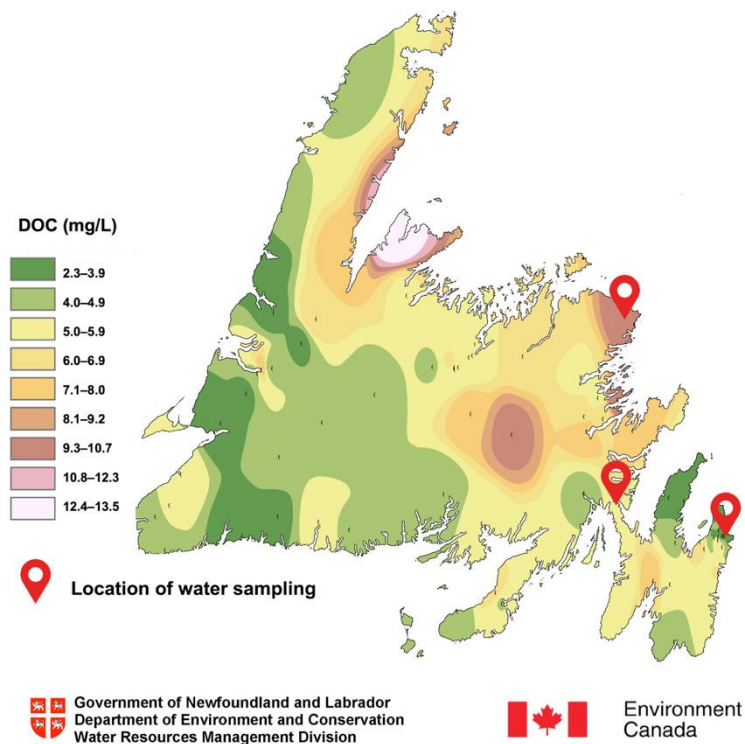 DOC (mg/L)
2.3–3.9
4.0–4.9
5.0–5.9
6.0–6.9
7.1–8.0
8.1–9.2
9.3–10.7
10.8–12.3
12.4–13.5
Location of water sampling
Government of Newfoundland and Labrador
Department of Environment and Conservation
Water Resources Management Division
Environment
Canada